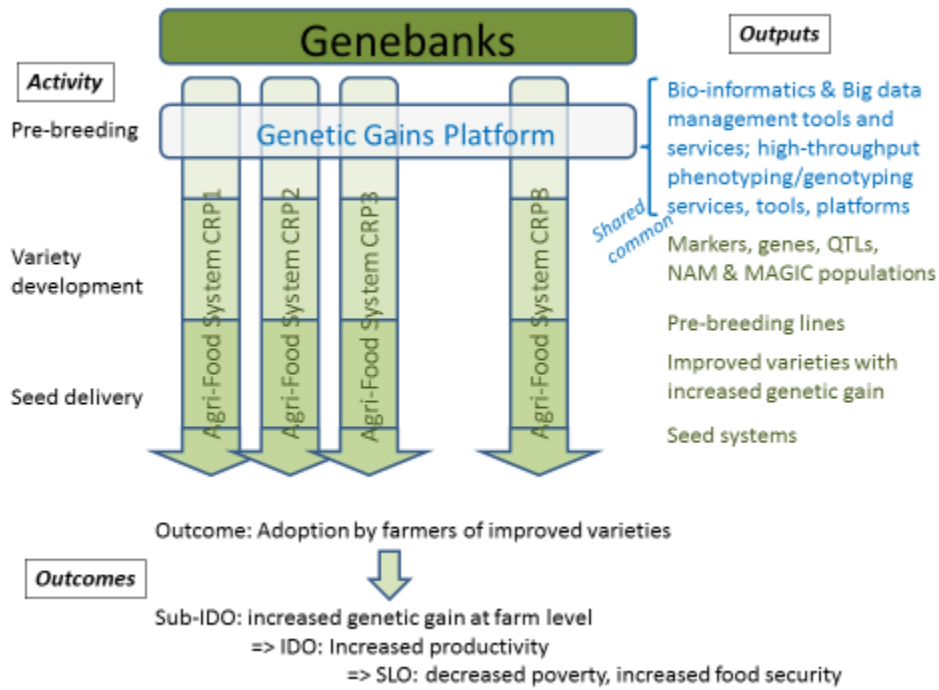 Genebanks
Outputs
Activity
Pre-breeding
Genetic Gains Platform
Bio-informatics & Big data
management tools and
services; high-throughput
phenotyping/genotyping
services, tools, platforms
Shared
common
Variety
development
Markers, genes, QTLs,
NAM & MAGIC populations
Pre-breeding lines
Improved varieties with
increased genetic gain
Seed delivery
Seed systems
Agri-Food System CRP1
Agri-Food System CRP2
Agri-Food System CRP3
Agri-Food System CRP8
Outcome: Adoption by farmers of improved varieties
Outcomes
Sub-IDO: increased genetic gain at farm level
=> IDO: Increased productivity
=> SLO: decreased poverty, increased food security